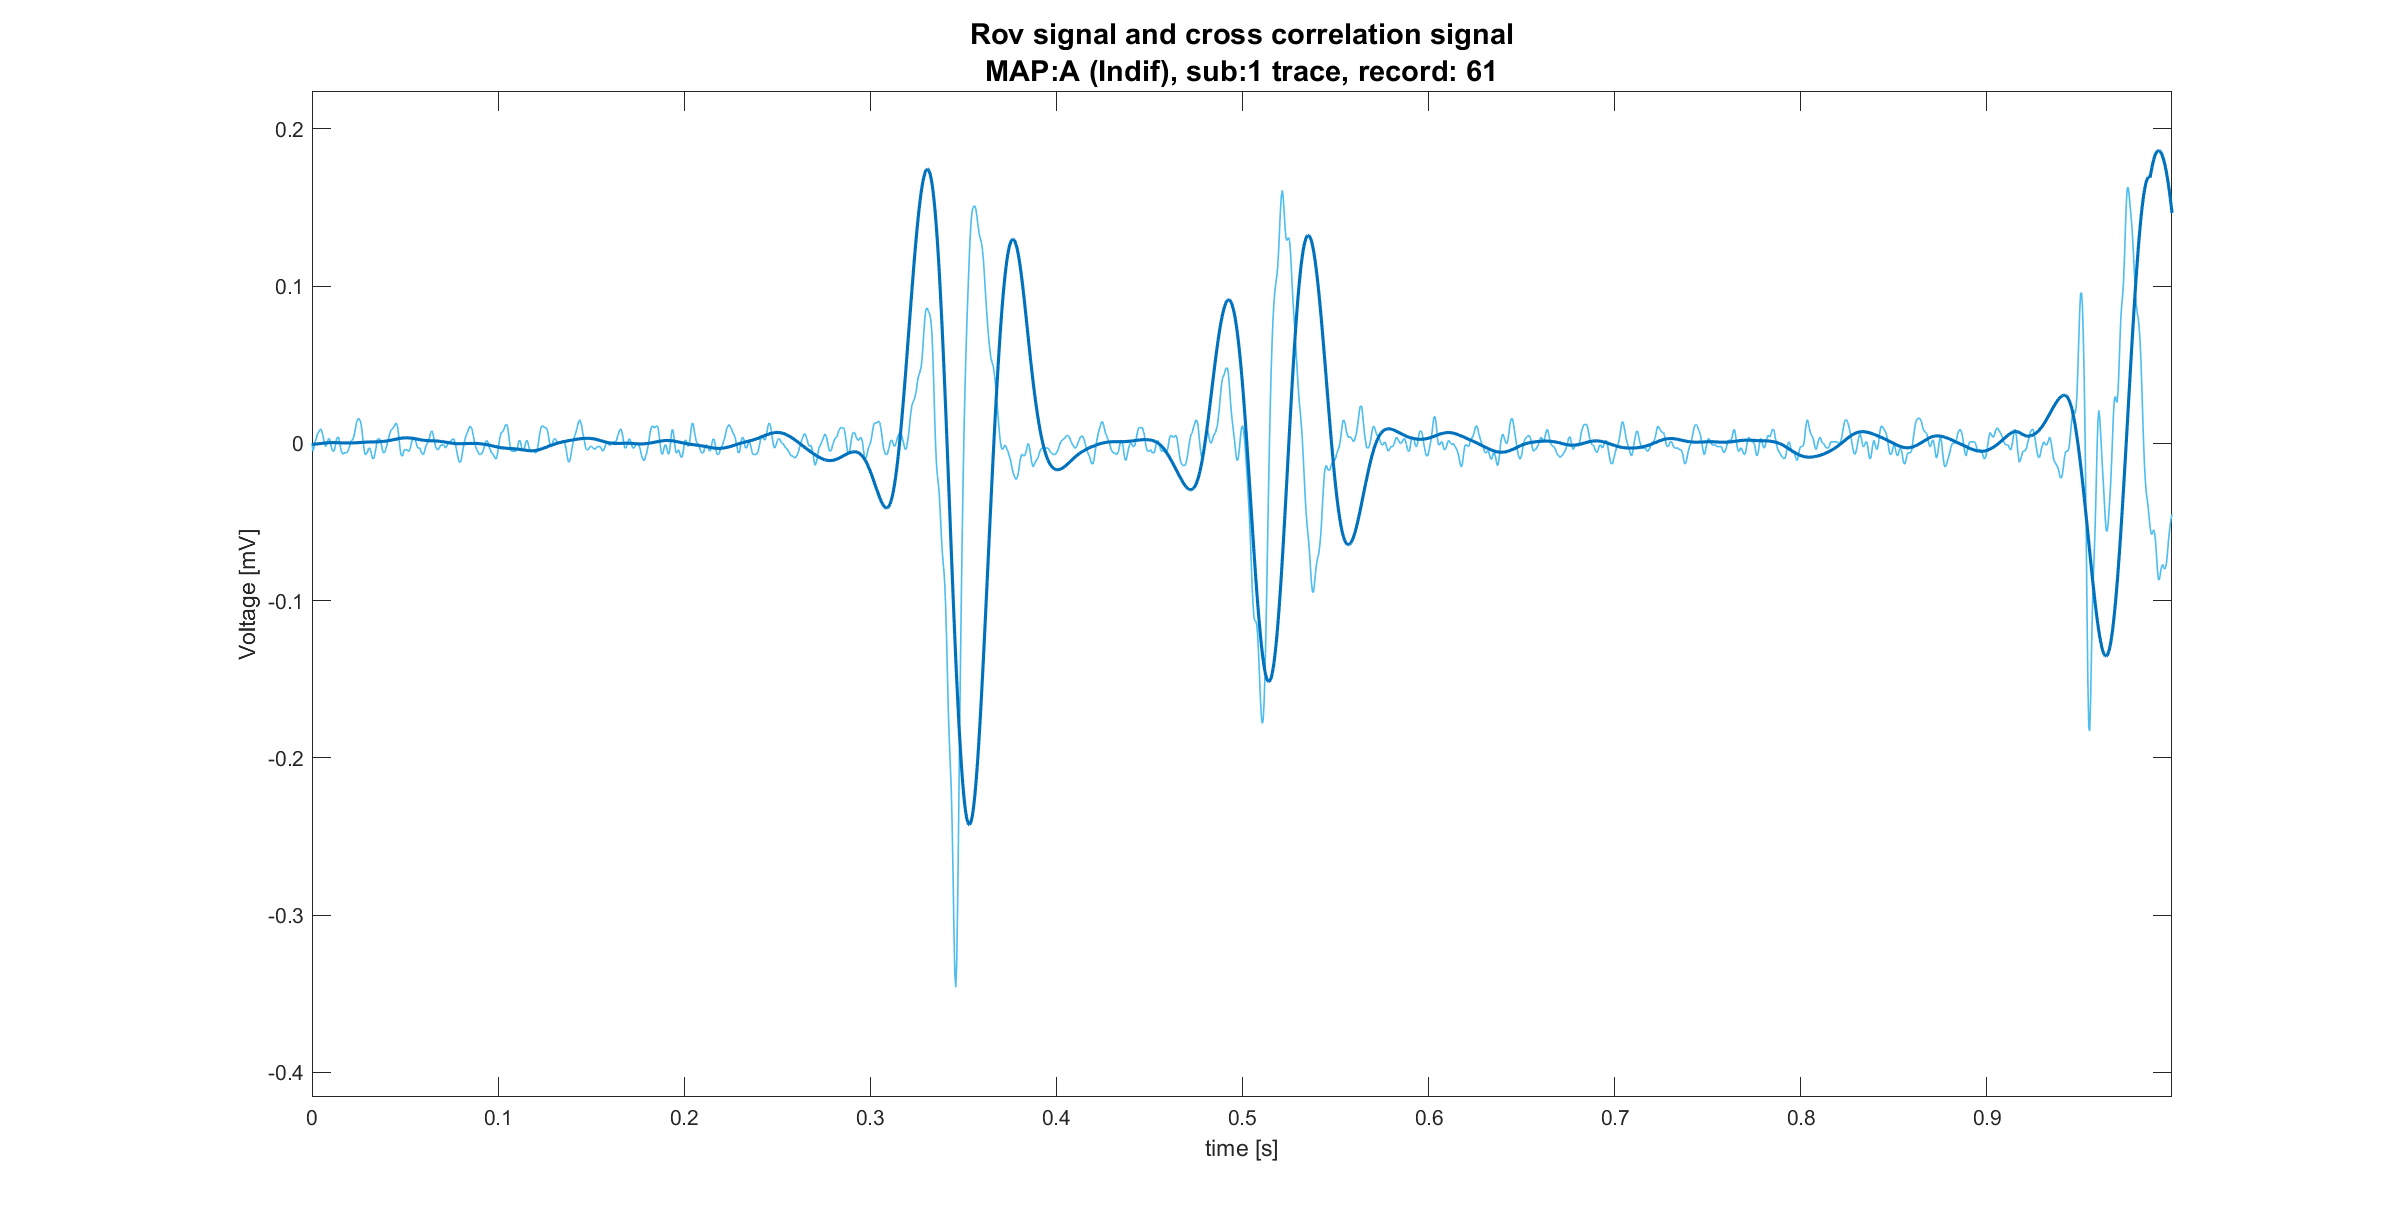 Rov signal and cross correlation signal
MAP:A (Indif), sub:1 trace, record: 61
0.2
0.1
0
-0.1
-0.2
-0.3
-0.4
Voltage [mV]
0 0.1 0.2 0.3 0.4 0.5 0.6 0.7 0.8 0.9
time [s]